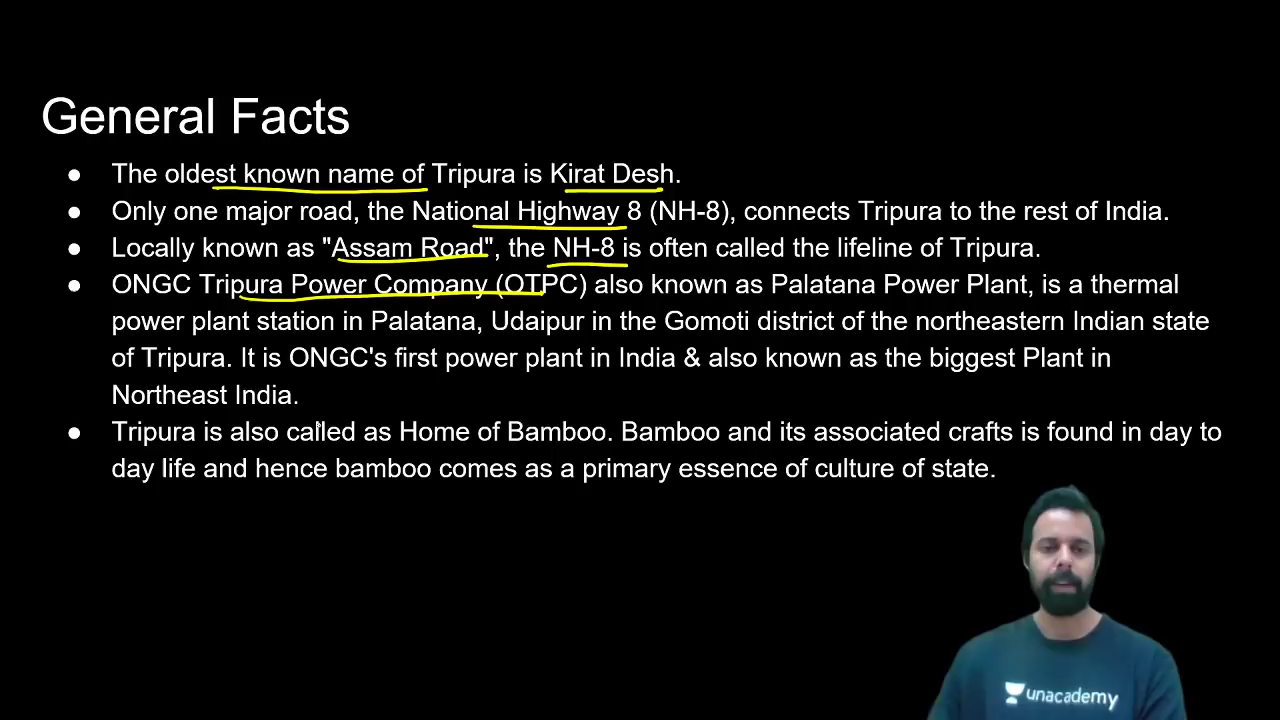 General Facts
● The oldest known name of Tripura is Kirat Desh.
● Only one major road, the National Highway 8 (NH-8), connects Tripura to the rest of India.
● Locally known as "Assam Road", the NH-8 is often called the lifeline of Tripura.
● ONGC Tripura Power Company (OTPC) also known as Palatana Power Plant, is a thermal
power plant station in Palatana, Udaipur in the Gomoti district of the northeastern Indian state
of Tripura. It is ONGC's first power plant in India & also known as the biggest Plant in
Northeast India.
● Tripura is also called as Home of Bamboo. Bamboo and its associated crafts is found in day to
day life and hence bamboo comes as a primary essence of culture of state.
unacademy